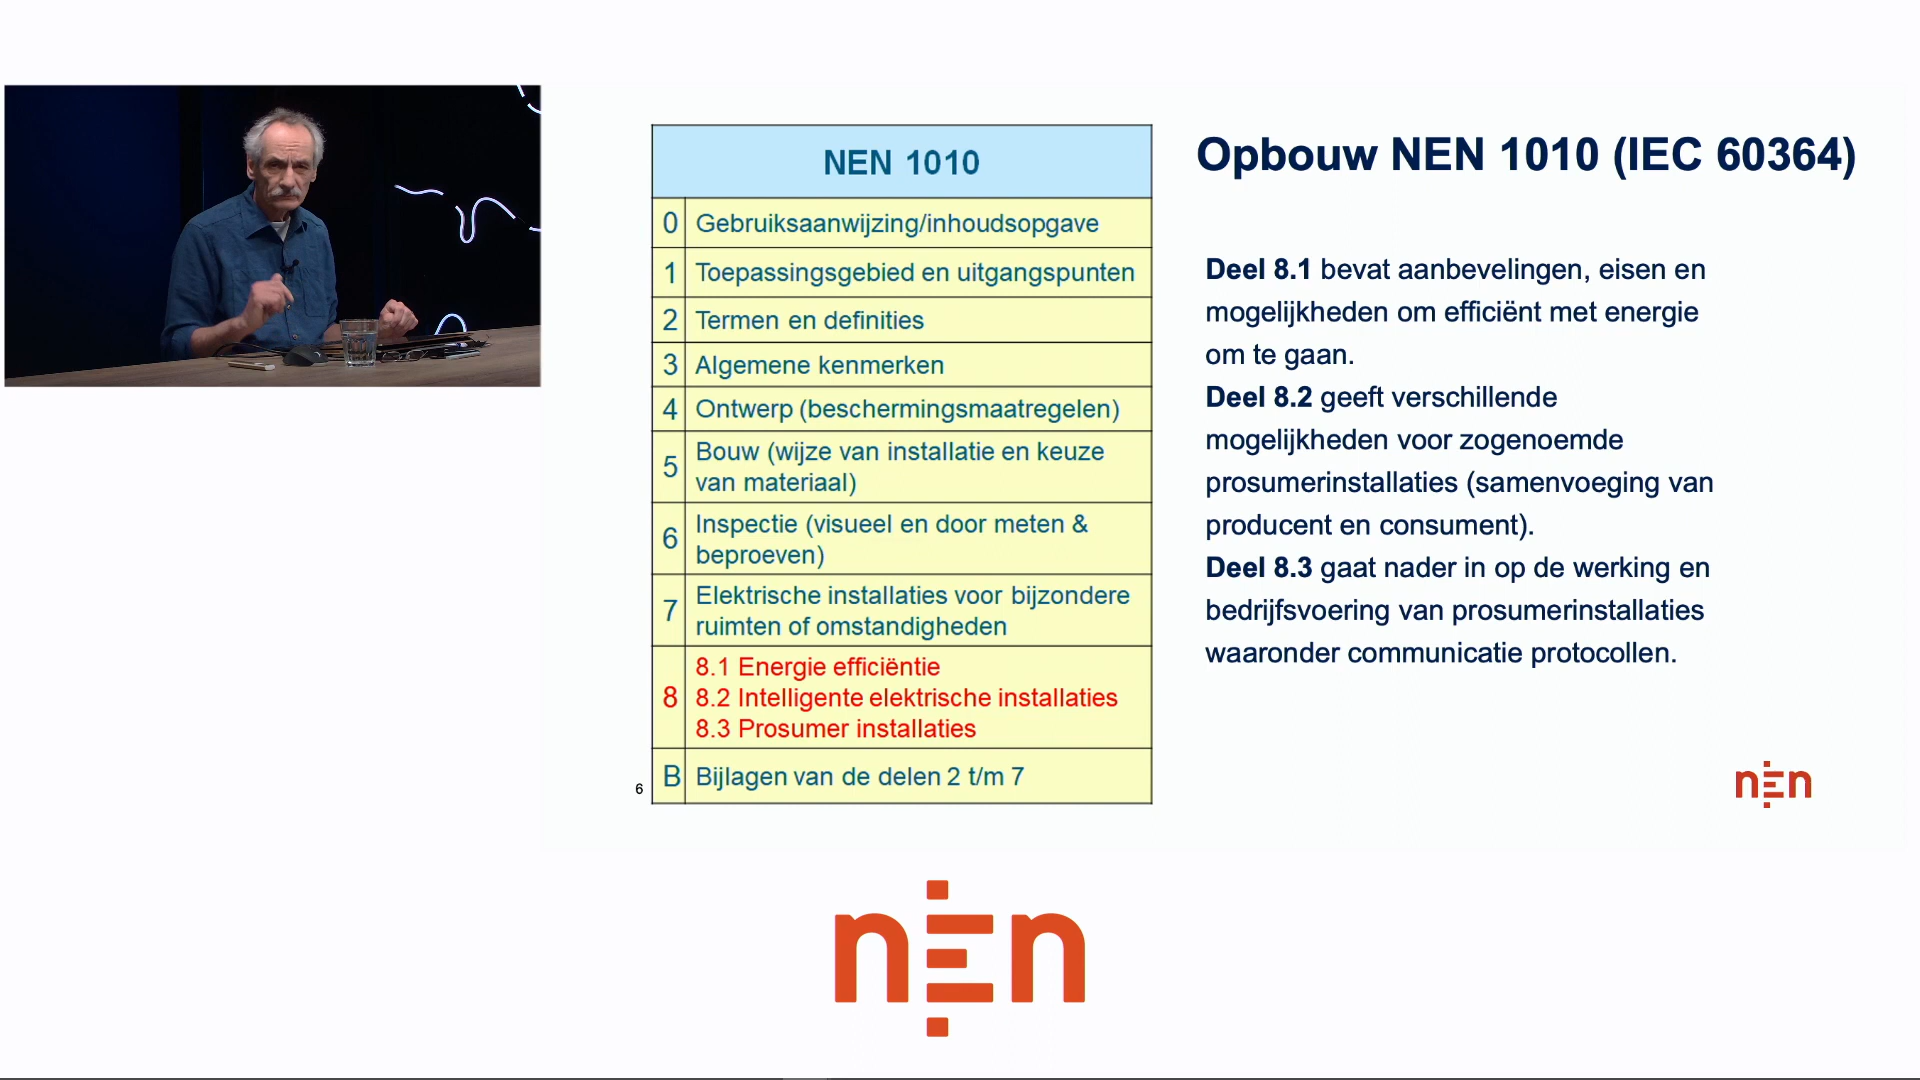 NEN 1010
0 Gebruiksaanwijzing/inhoudsopgave
1 Toepassingsgebied en uitgangspunten
2 Termen en definities
3 Algemene kenmerken
4 Ontwerp (beschermingsmaatregelen)
5 Bouw (wijze van installatie en keuze
van materiaal)
6 Inspectie (visueel en door meten &
beproeven)
7 Elektrische installaties voor bijzondere
ruimten of omstandigheden
8 8.1 Energie efficiëntie
8.2 Intelligente elektrische installaties
8.3 Prosumer installaties
B Bijlagen van de delen 2 t/m 7
6
Opbouw NEN 1010 (IEC 60364)
Deel 8.1 bevat aanbevelingen, eisen en
mogelijkheden om efficiënt met energie
om te gaan.
Deel 8.2 geeft verschillende
mogelijkheden voor zogenoemde
prosumerinstallaties (samenvoeging van
producent en consument).
Deel 8.3 gaat nader in op de werking en
bedrijfsvoering van prosumerinstallaties
waaronder communicatie protocollen.
nEn
nEn